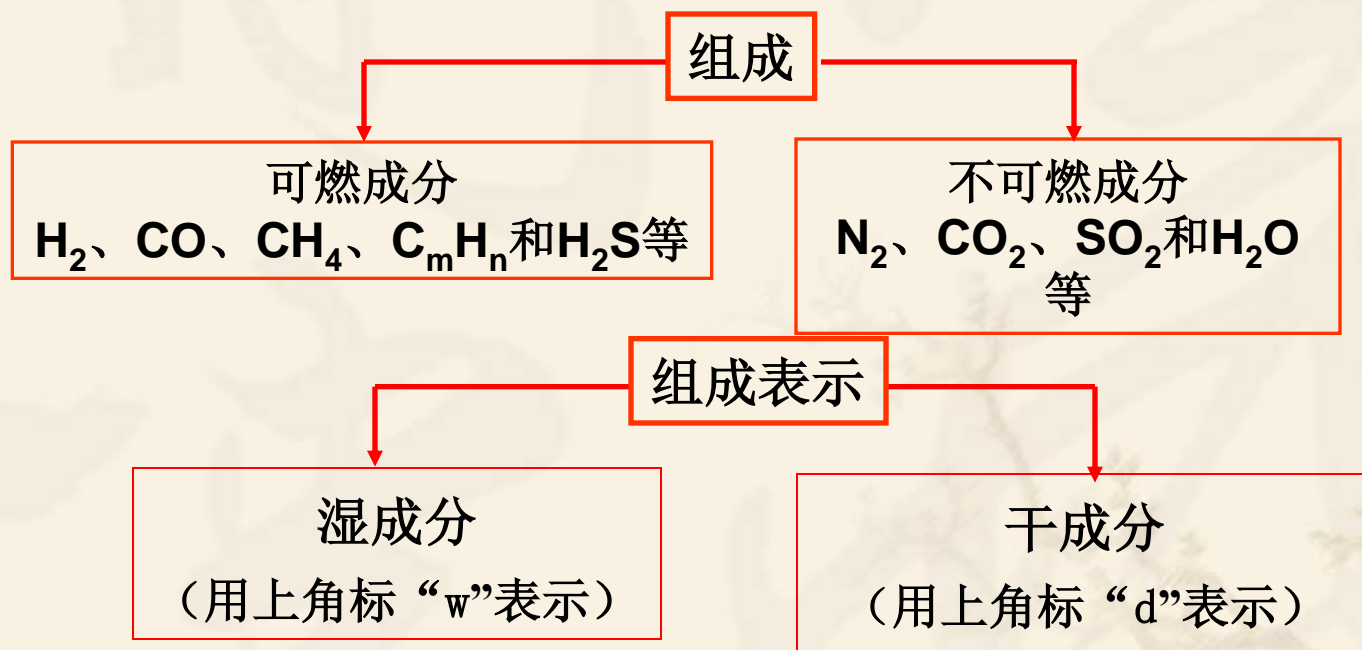 组成
可燃成分
H₂、CO、CH₄、CₘHₙ和H₂S等
不可燃成分
N₂、CO₂、SO₂和H₂O
等
组成表示
湿成分
（用上角标“w”表示）
干成分
（用上角标“d”表示）